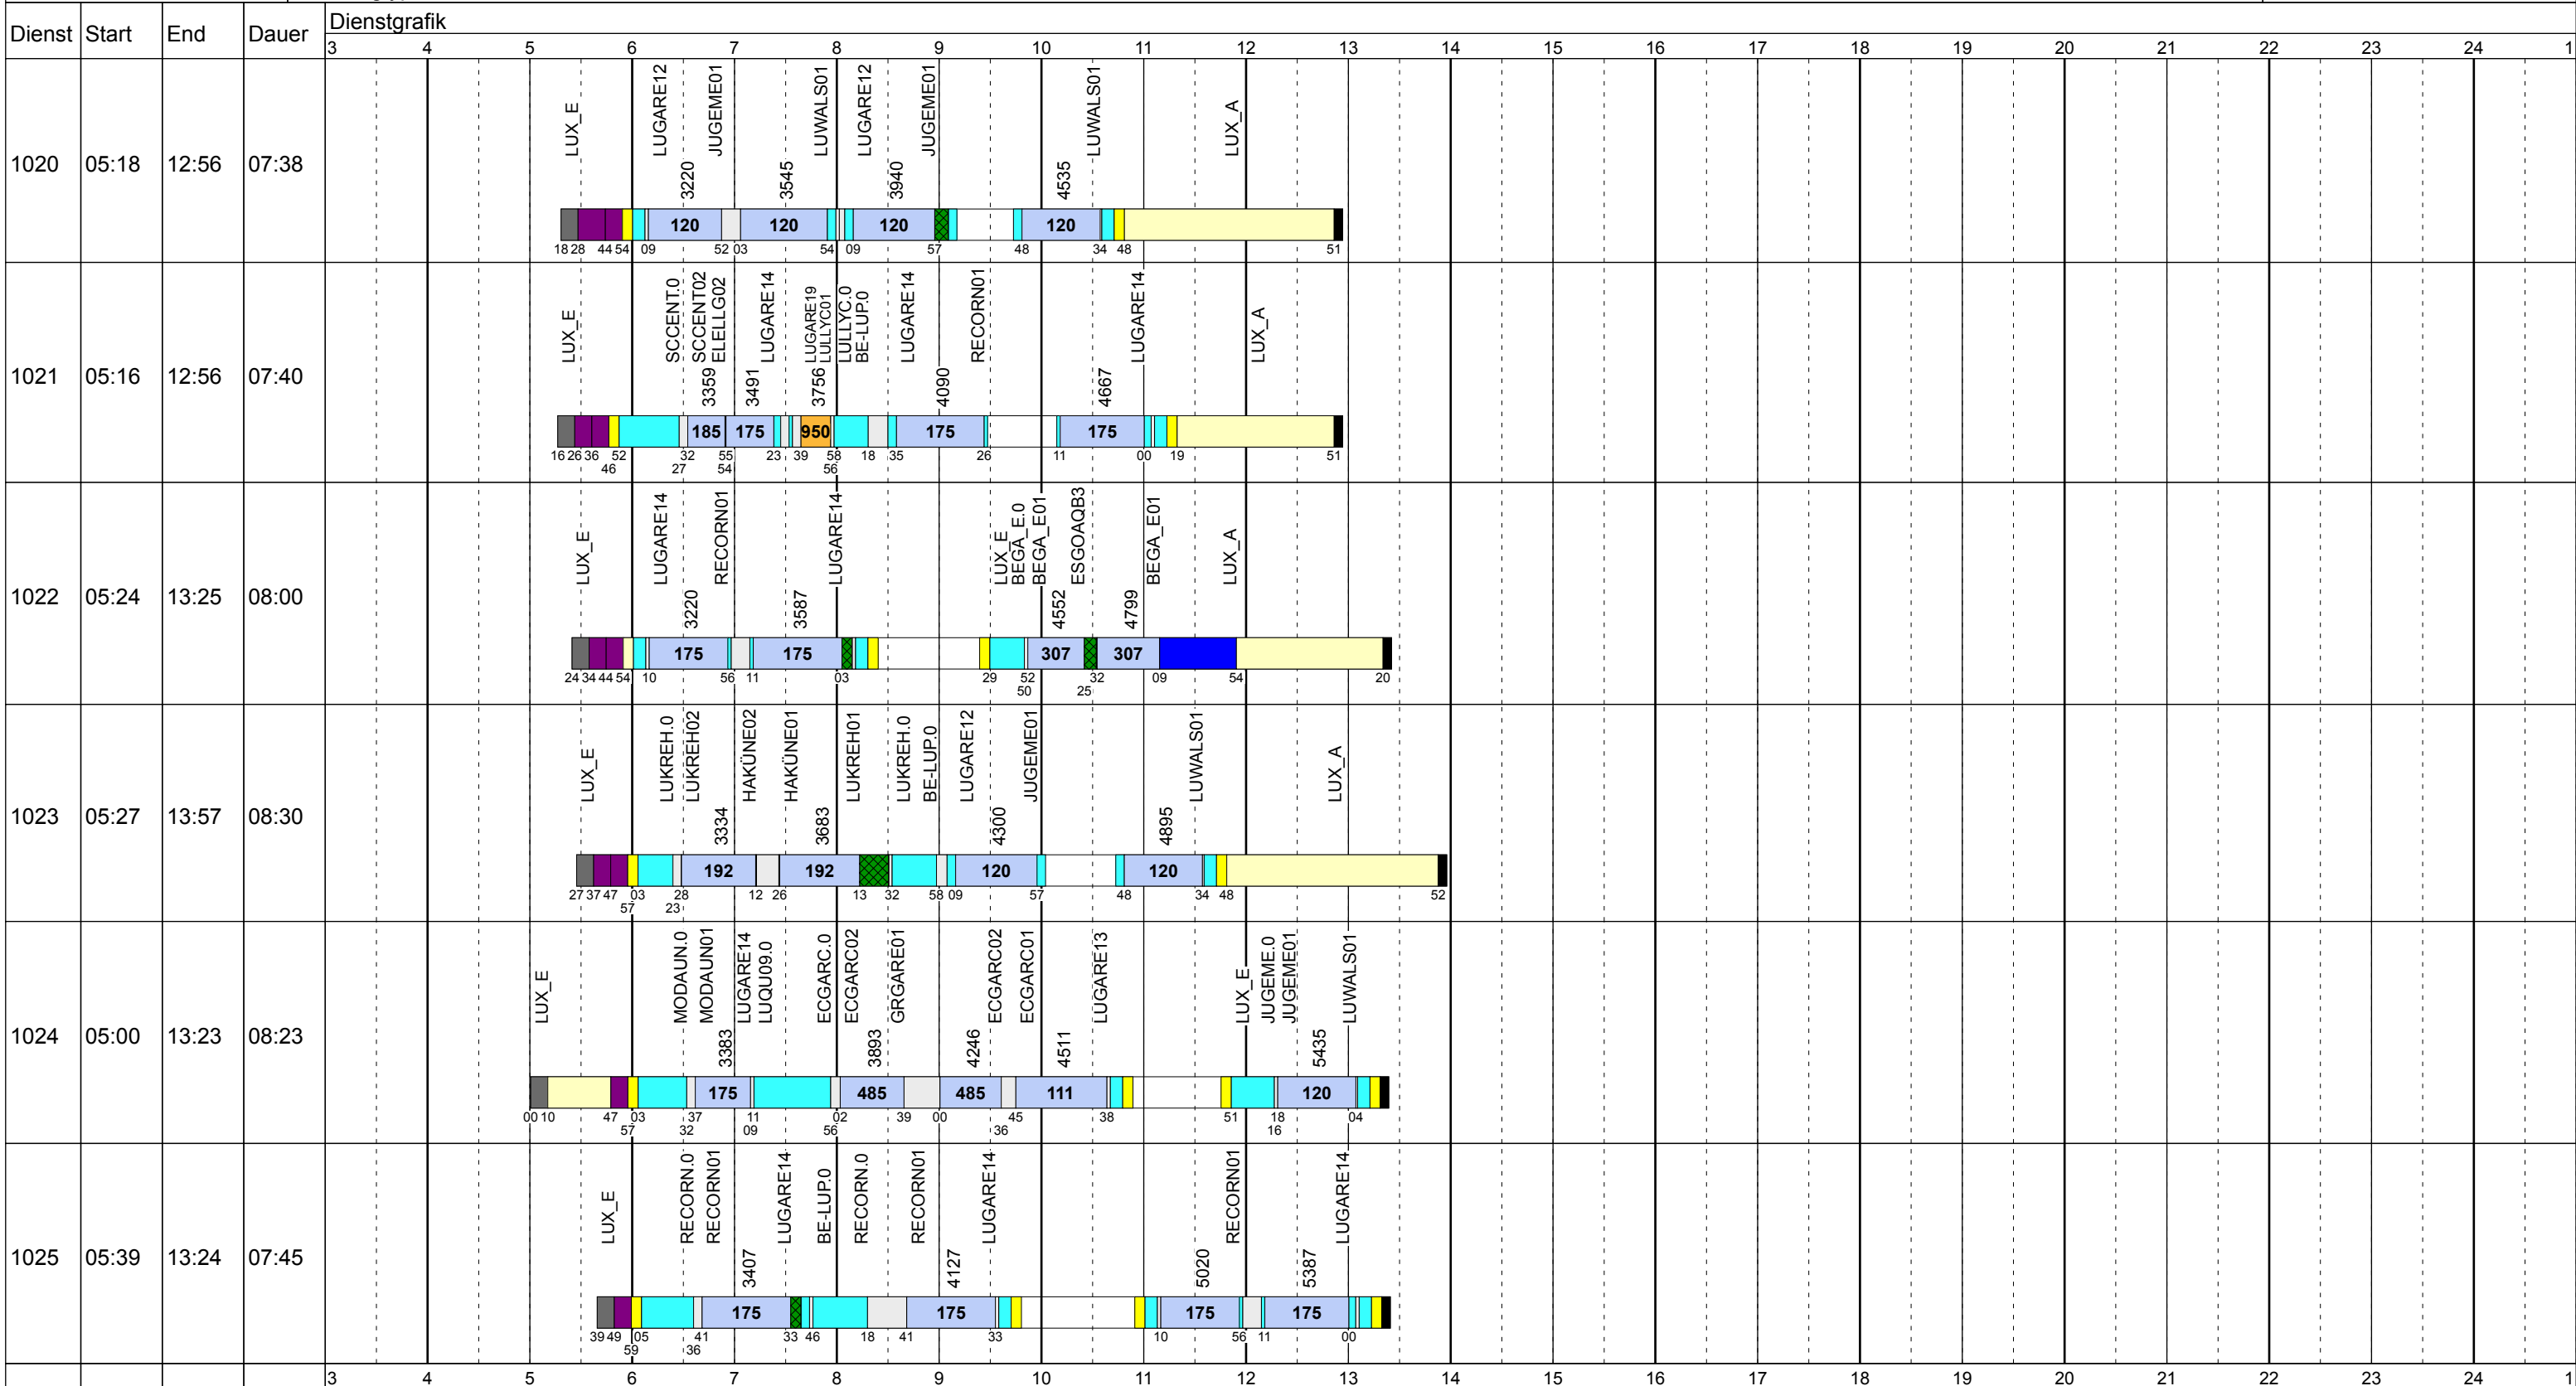 Dienst Start End Dauer Dienstgrafik
3 4 5 6 7 8 9 10 11 12 13 14 15 16 17 18 19 20 21 22 23 24 1
LUX_E LUGARE12 JUGEME01 LUWALS01 LUGARE12 JUGEME01 LUWALS01 LUX_A
3220 3545 3940 4535
1020 05:18 12:56 07:38
120 120 120 120
18 28 44 54 09 52 03 54 09 57 48 34 48 51
LUX_E SCCENT.0 SCCENT02 ELELLG02 LUGARE14 LUGARE19 LULLYC01 LULLYC.0 BE-LUP.0 LUGARE14 RECORN01 LUGARE14 LUX_A
3359 3491 3756 4090 4667
1021 05:16 12:56 07:40
185 175 950 175 175
16 26 36 52 32 55 23 39 58 18 35 26 11 00 19 51
46 27 54 56
LUX_E LUGARE14 RECORN01 LUGARE14 LUX_E BEGA_E.0 BEGA_E01 ESGOAQB3 BEGA_E01 LUX_A
3220 3587 4552 4799
1022 05:24 13:25 08:00
175 175 307 307
24 34 44 54 10 56 11 03 29 52 32 09 54 20
50 25
LUX_E LUKREH.0 LUKREH02 HAKÜNE02 HAKÜNE01 LUKREH01 LUKREH.0 BE-LUP.0 LUGARE12 JUGEME01 LUWALS01 LUX_A
3334 3683 4300 4895
1023 05:27 13:57 08:30
192 192 120 120
27 37 47 03 28 12 26 13 32 58 09 57 48 34 48 52
57 23
LUX_E MODAUN.0 MODAUN01 LUGARE14 LUQU09.0 ECGARC.0 ECGARC02 GRGARE01 ECGARC02 ECGARC01 LUGARE13 LUX_E JUGEME.0 JUGEME01 LUWALS01
3383 3893 4246 4511 5435
1024 05:00 13:23 08:23
175 485 485 111 120
00 10 47 03 37 11 02 39 00 45 38 51 18 04
57 32 09 56 36 16
LUX_E RECORN.0 RECORN01 LUGARE14 BE-LUP.0 RECORN.0 RECORN01 LUGARE14 RECORN01 LUGARE14
3407 4127 5020 5387
1025 05:39 13:24 07:45
175 175 175 175
39 49 05 41 33 46 18 41 33 10 56 11 00
59 36
3 4 5 6 7 8 9 10 11 12 13 14 15 16 17 18 19 20 21 22 23 24 1